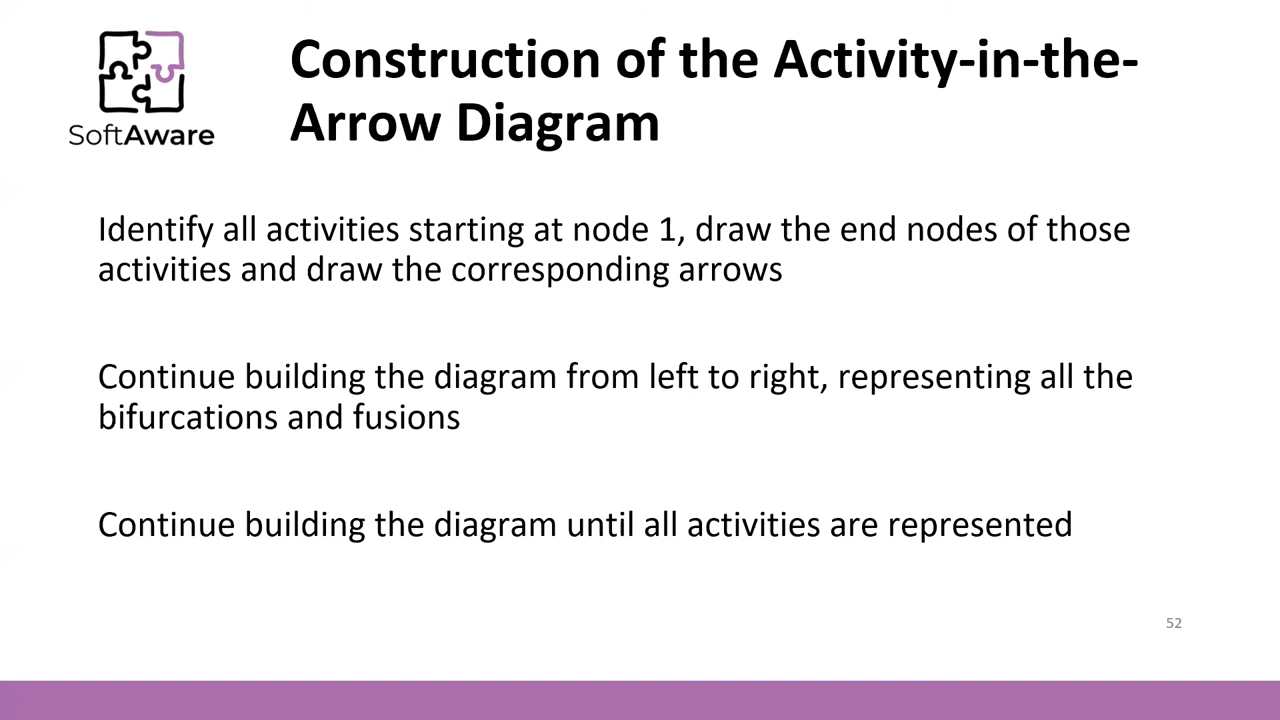 SoftAware
Construction of the Activity-in-the-
Arrow Diagram
Identify all activities starting at node 1, draw the end nodes of those
activities and draw the corresponding arrows
Continue building the diagram from left to right, representing all the
bifurcations and fusions
Continue building the diagram until all activities are represented
52